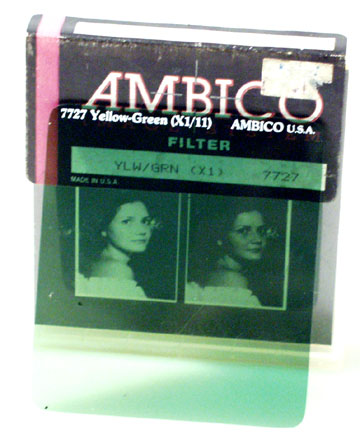 AMBICO
7727 Yellow-Green (X1/11) AMBICO U.S.A.
FILTER
YLW/GRN (X1) 7727
MADE IN U.S.A.